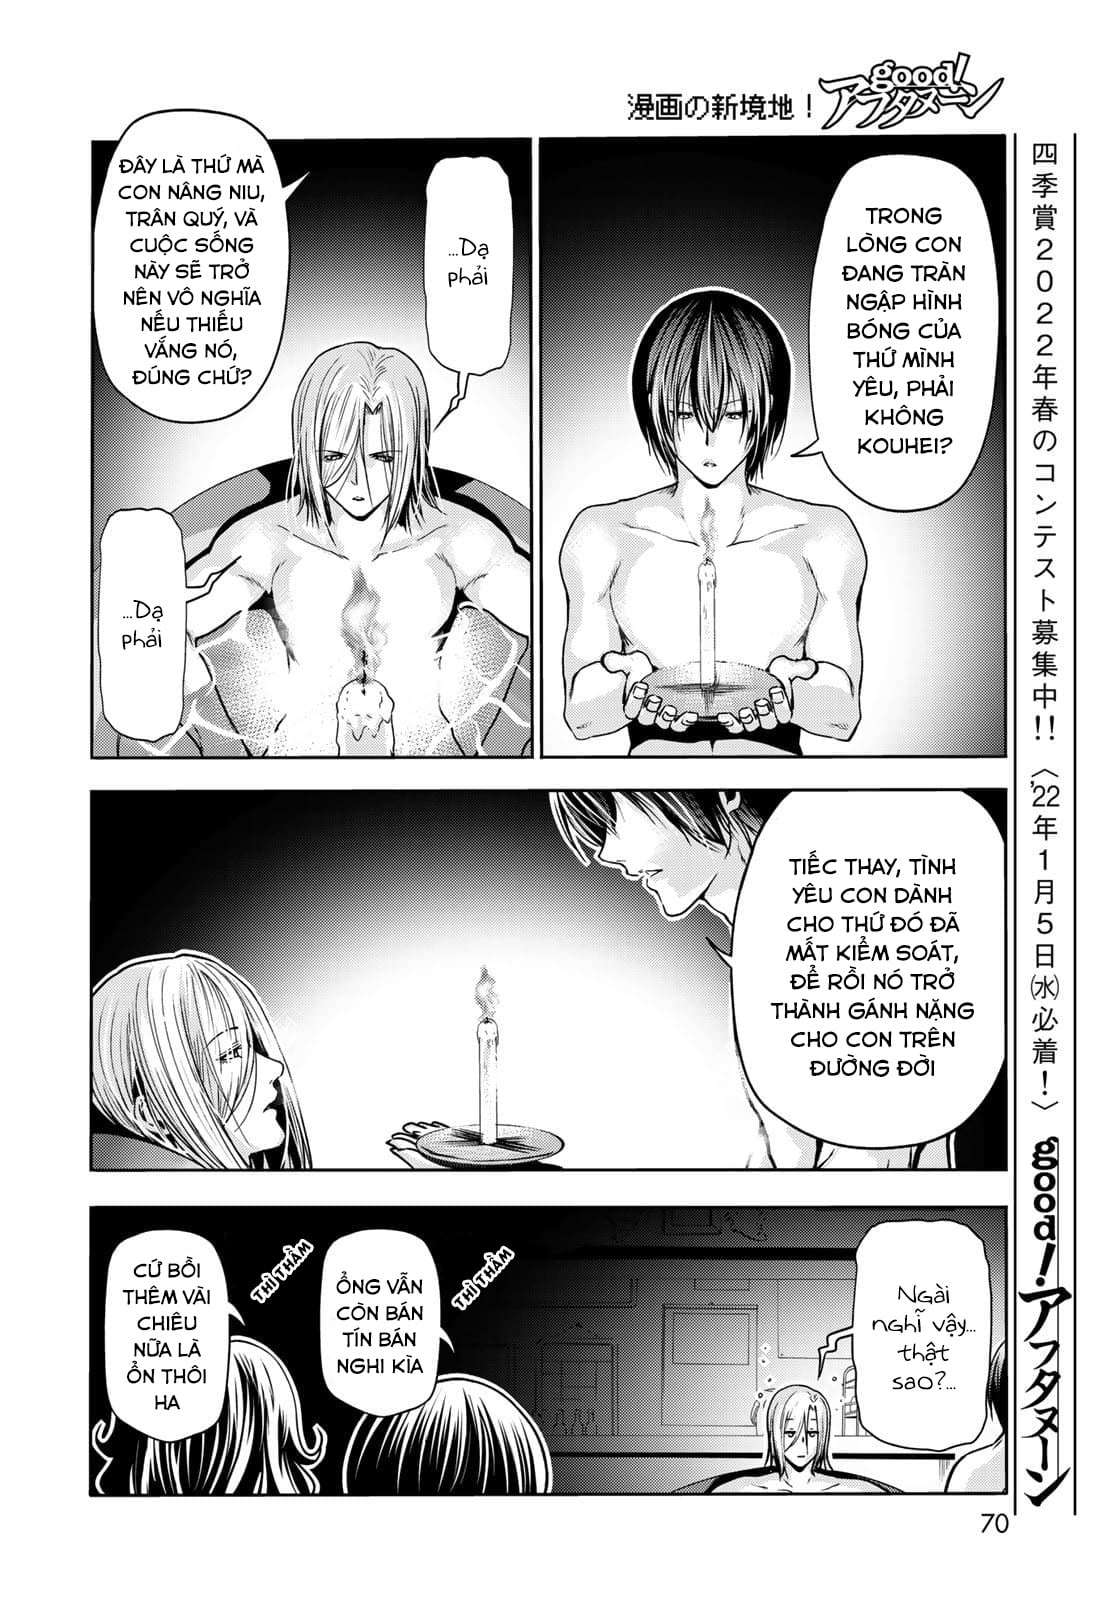 漫画の新境地!
good!アフタヌーン
TRONG
LÒNG CON
ĐANG TRÀN
NGẬP HÌNH
BÓNG CỦA
THỨ MÌNH
YÊU, PHẢI
KHÔNG
KOUHEI?
...Dạ
phải
ĐÂY LÀ THỨ MÀ
CON NÂNG NIU,
TRÂN QUÝ, VÀ
CUỘC SỐNG
NÀY SẼ TRỞ
NÊN VÔ NGHĨA
NẾU THIẾU
VẮNG NÓ,
ĐÚNG CHỨ?
...Dạ
phải
TIẾC THAY, TÌNH
YÊU CON DÀNH
CHO THỨ ĐÓ ĐÃ
MẤT KIỂM SOÁT,
ĐỂ RỒI NÓ TRỞ
THÀNH GÁNH NẶNG
CHO CON TRÊN
ĐƯỜNG ĐỜI
Ngài
nghĩ vậy...
thật
sao?...
ỔNG VẪN
CÒN BÁN
TÍN BÁN
NGHI KÌA
THÌ THẦM
CỨ BỒI
THÊM VÀI
CHIÊU
NỮA LÀ
ỔN THÔI
HA
THÌ THẦM
四季賞2022年春のコンテスト募集中!!〈'22年1月5日(水)必着!〉good!アフタヌーン
70